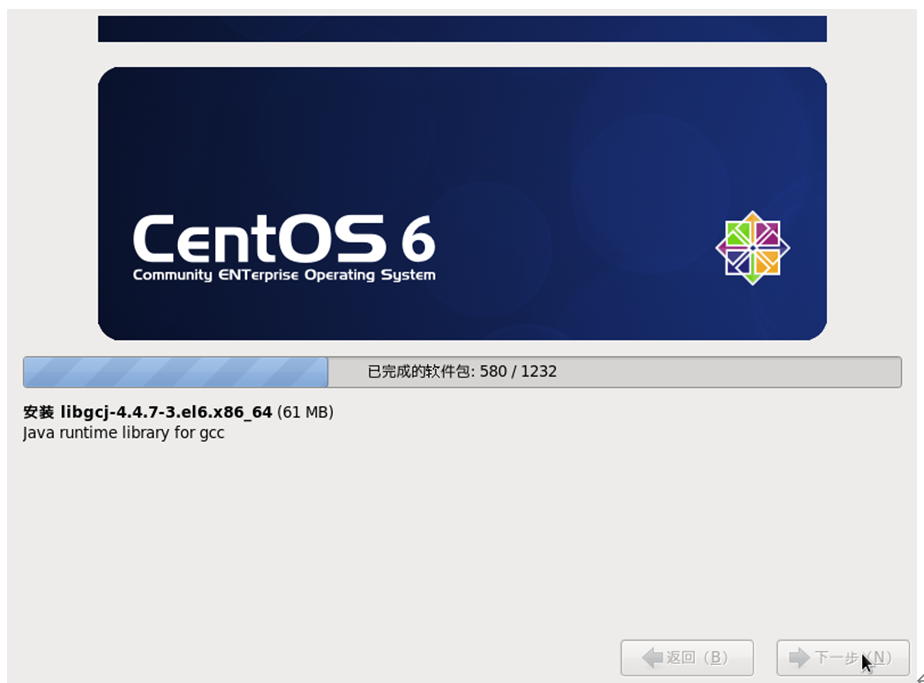 CentOS 6
Community ENTerprise Operating System
已完成的软件包: 580 / 1232
安装 libgcj-4.4.7-3.el6.x86_64 (61 MB)
Java runtime library for gcc
返回（B）
下一步（N）